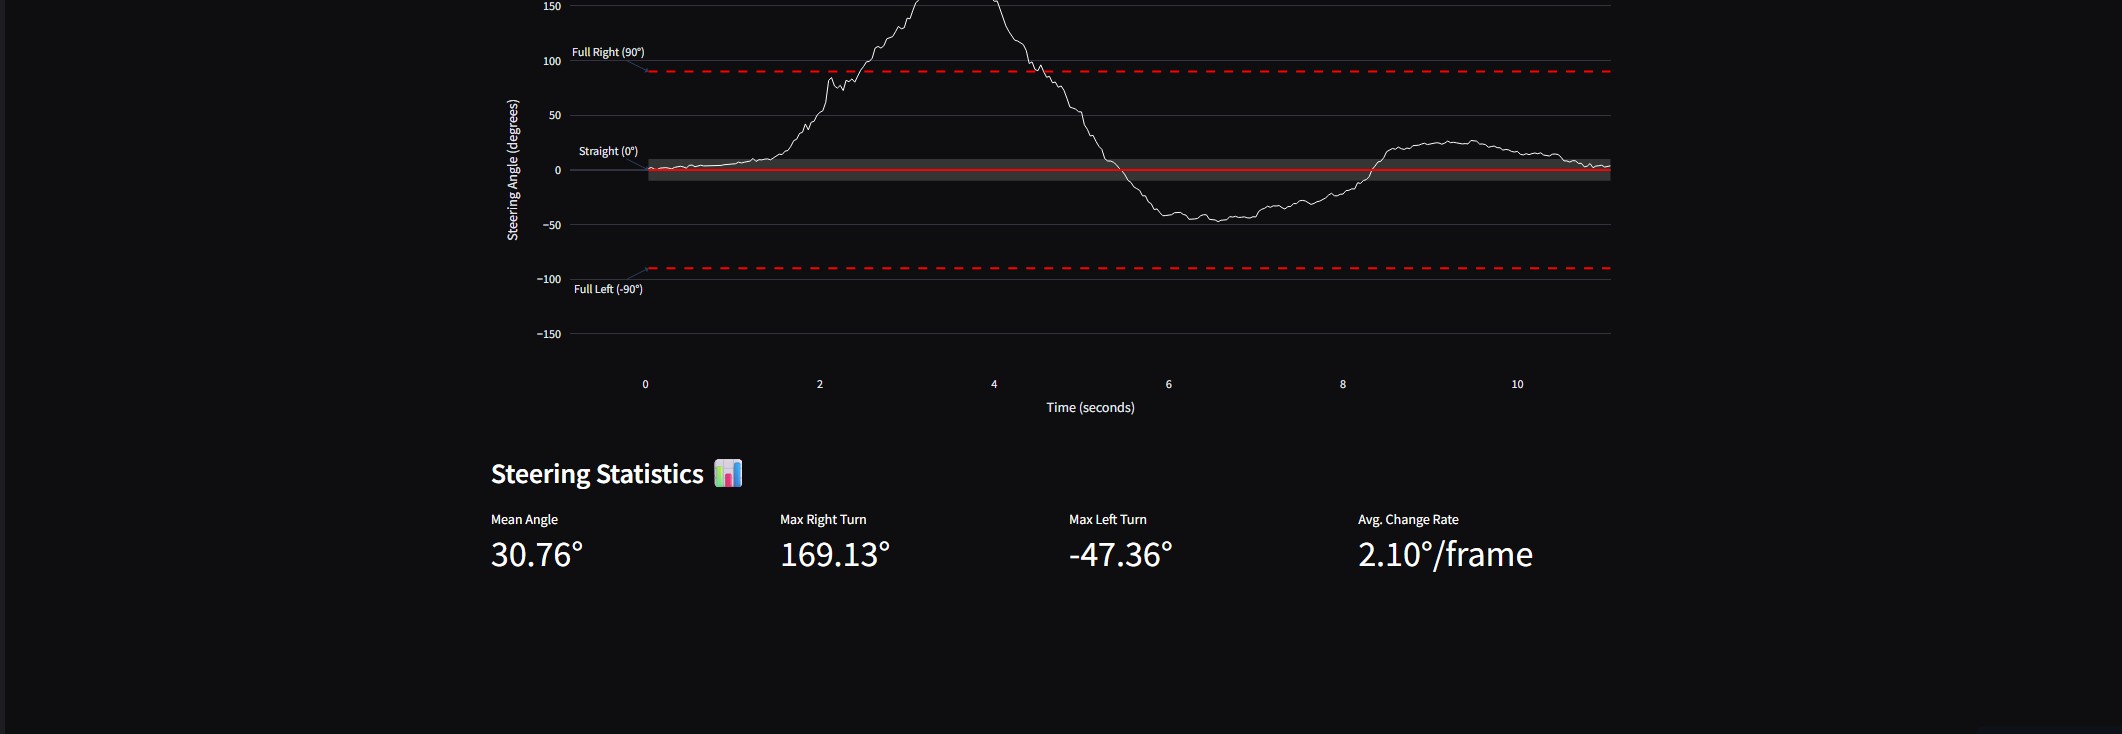 150
Full Right (90°)
100
50
Straight (0°)
0
−50
−100
Full Left (-90°)
−150
Steering Angle (degrees)
0 2 4 6 8 10
Time (seconds)
Steering Statistics 📊
Mean Angle Max Right Turn Max Left Turn Avg. Change Rate
30.76° 169.13° -47.36° 2.10°/frame